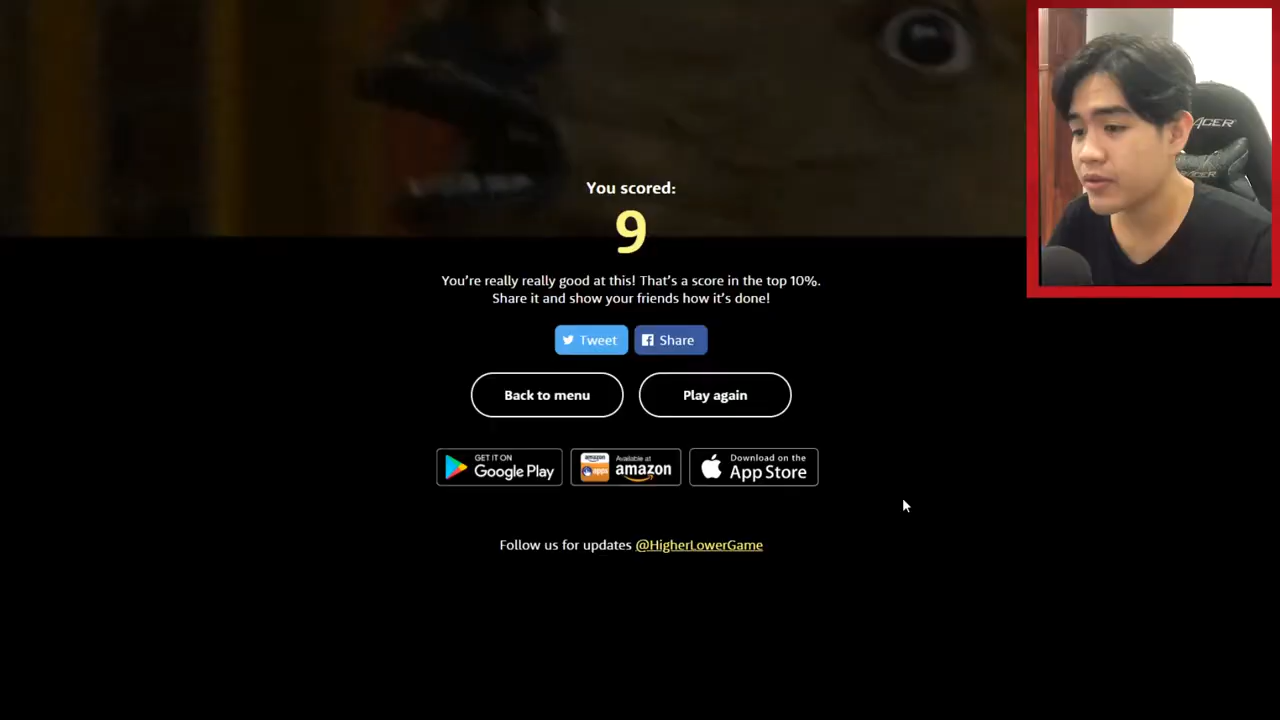 You scored:
9
You're really really good at this! That's a score in the top 10%.
Share it and show your friends how it's done!
Tweet
Share
Back to menu
Play again
GET IT ON
Google Play
amazon
apps
Available at
amazon
Download on the
App Store
Follow us for updates @HigherLowerGame